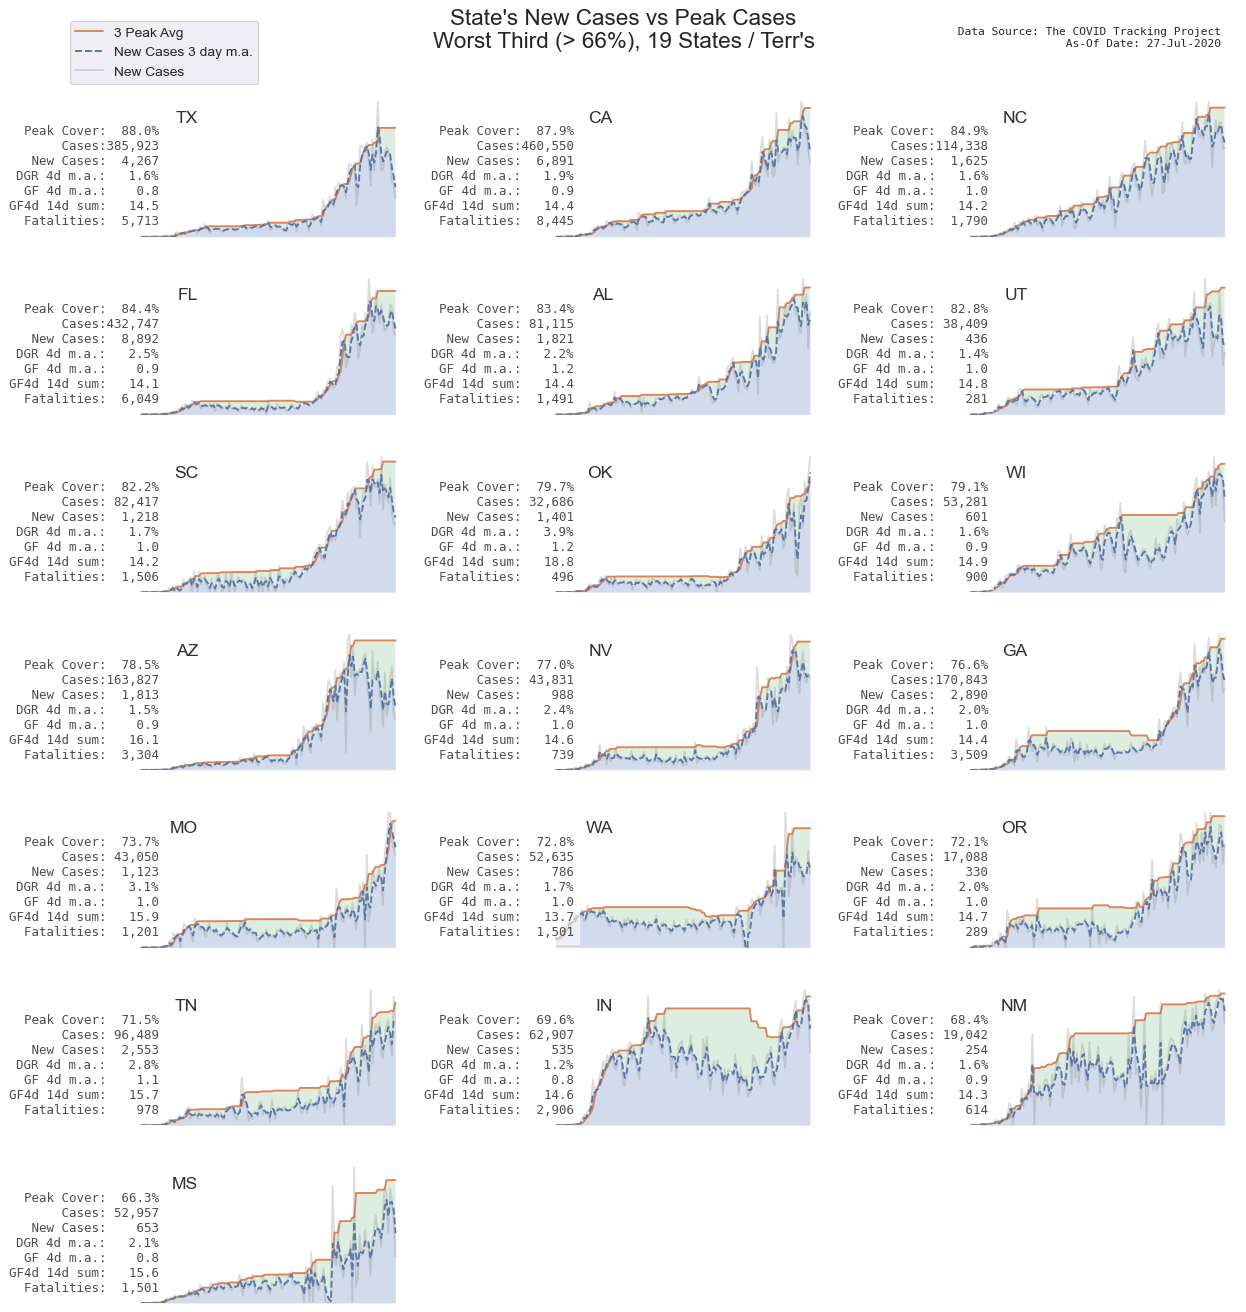 State's New Cases vs Peak Cases
Worst Third (> 66%), 19 States / Terr's
3 Peak Avg
New Cases 3 day m.a.
New Cases
Data Source: The COVID Tracking Project
As-Of Date: 27-Jul-2020
TX
Peak Cover: 88.0%
Cases:385,923
New Cases: 4,267
DGR 4d m.a.: 1.6%
GF 4d m.a.: 0.8
GF4d 14d sum: 14.5
Fatalities: 5,713
CA
Peak Cover: 87.9%
Cases:460,550
New Cases: 6,891
DGR 4d m.a.: 1.9%
GF 4d m.a.: 0.9
GF4d 14d sum: 14.4
Fatalities: 8,445
NC
Peak Cover: 84.9%
Cases:114,338
New Cases: 1,625
DGR 4d m.a.: 1.6%
GF 4d m.a.: 1.0
GF4d 14d sum: 14.2
Fatalities: 1,790
FL
Peak Cover: 84.4%
Cases:432,747
New Cases: 8,892
DGR 4d m.a.: 2.5%
GF 4d m.a.: 0.9
GF4d 14d sum: 14.1
Fatalities: 6,049
AL
Peak Cover: 83.4%
Cases: 81,115
New Cases: 1,821
DGR 4d m.a.: 2.2%
GF 4d m.a.: 1.2
GF4d 14d sum: 14.4
Fatalities: 1,491
UT
Peak Cover: 82.8%
Cases: 38,409
New Cases: 436
DGR 4d m.a.: 1.4%
GF 4d m.a.: 1.0
GF4d 14d sum: 14.8
Fatalities: 281
SC
Peak Cover: 82.2%
Cases: 82,417
New Cases: 1,218
DGR 4d m.a.: 1.7%
GF 4d m.a.: 1.0
GF4d 14d sum: 14.2
Fatalities: 1,506
OK
Peak Cover: 79.7%
Cases: 32,686
New Cases: 1,401
DGR 4d m.a.: 3.9%
GF 4d m.a.: 1.2
GF4d 14d sum: 18.8
Fatalities: 496
WI
Peak Cover: 79.1%
Cases: 53,281
New Cases: 601
DGR 4d m.a.: 1.6%
GF 4d m.a.: 0.9
GF4d 14d sum: 14.9
Fatalities: 900
AZ
Peak Cover: 78.5%
Cases:163,827
New Cases: 1,813
DGR 4d m.a.: 1.5%
GF 4d m.a.: 0.9
GF4d 14d sum: 16.1
Fatalities: 3,304
NV
Peak Cover: 77.0%
Cases: 43,831
New Cases: 988
DGR 4d m.a.: 2.4%
GF 4d m.a.: 1.0
GF4d 14d sum: 14.6
Fatalities: 739
GA
Peak Cover: 76.6%
Cases:170,843
New Cases: 2,890
DGR 4d m.a.: 2.0%
GF 4d m.a.: 1.0
GF4d 14d sum: 14.4
Fatalities: 3,509
MO
Peak Cover: 73.7%
Cases: 43,050
New Cases: 1,123
DGR 4d m.a.: 3.1%
GF 4d m.a.: 1.0
GF4d 14d sum: 15.9
Fatalities: 1,201
WA
Peak Cover: 72.8%
Cases: 52,635
New Cases: 786
DGR 4d m.a.: 1.7%
GF 4d m.a.: 1.0
GF4d 14d sum: 13.7
Fatalities: 1,501
OR
Peak Cover: 72.1%
Cases: 17,088
New Cases: 330
DGR 4d m.a.: 2.0%
GF 4d m.a.: 1.0
GF4d 14d sum: 14.7
Fatalities: 289
TN
Peak Cover: 71.5%
Cases: 96,489
New Cases: 2,553
DGR 4d m.a.: 2.8%
GF 4d m.a.: 1.1
GF4d 14d sum: 15.7
Fatalities: 978
IN
Peak Cover: 69.6%
Cases: 62,907
New Cases: 535
DGR 4d m.a.: 1.2%
GF 4d m.a.: 0.8
GF4d 14d sum: 14.6
Fatalities: 2,906
NM
Peak Cover: 68.4%
Cases: 19,042
New Cases: 254
DGR 4d m.a.: 1.6%
GF 4d m.a.: 0.9
GF4d 14d sum: 14.3
Fatalities: 614
MS
Peak Cover: 66.3%
Cases: 52,957
New Cases: 653
DGR 4d m.a.: 2.1%
GF 4d m.a.: 0.8
GF4d 14d sum: 15.6
Fatalities: 1,501